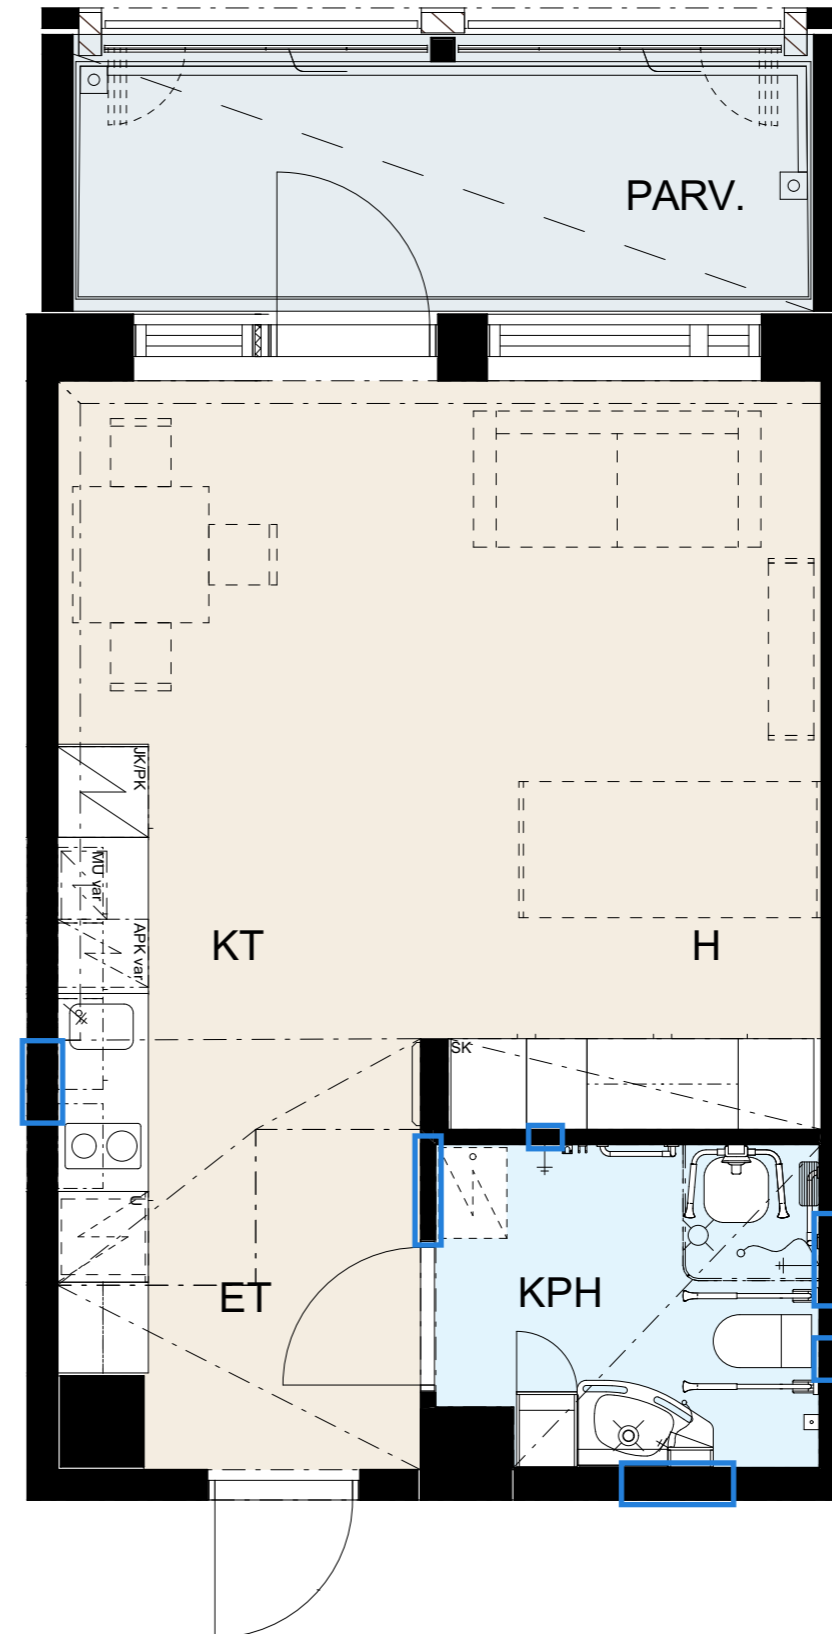 PARV.
JK/PK
MU var
APK var
KT
H
SK
U
ET
KPH